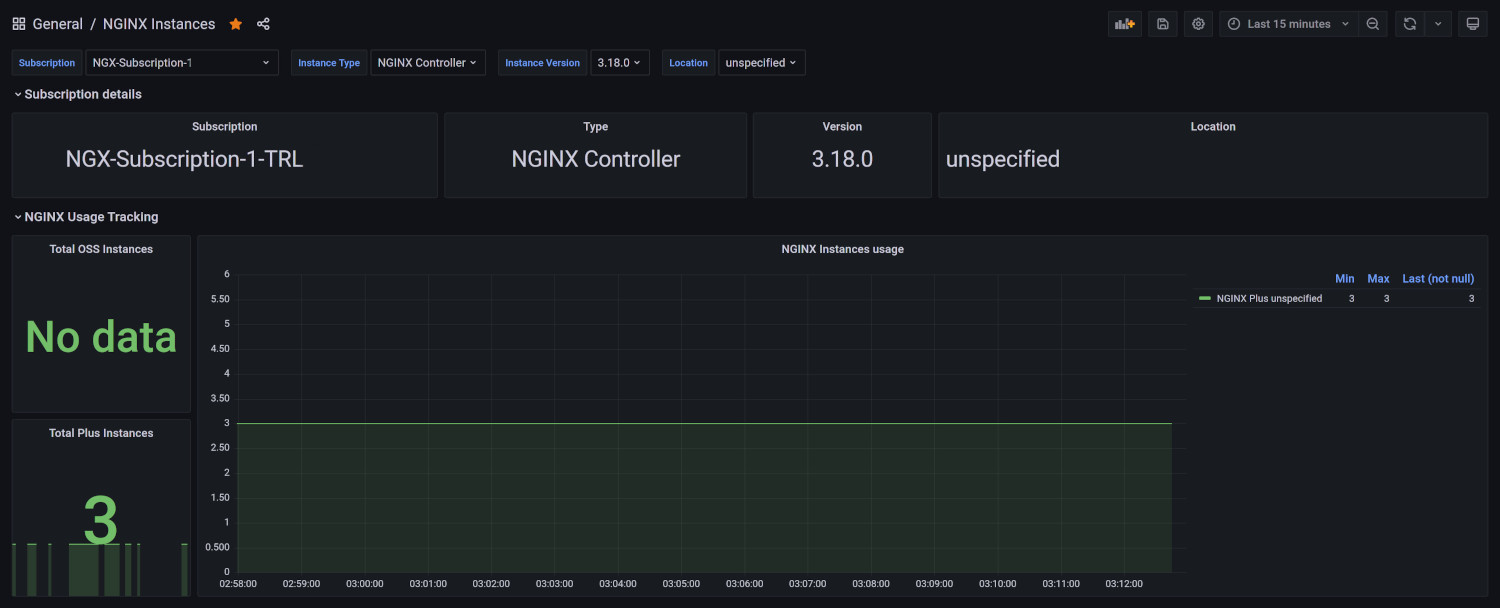 General / NGINX Instances
Last 15 minutes
Subscription NGX-Subscription-1 Instance Type NGINX Controller Instance Version 3.18.0 Location unspecified
Subscription details
Subscription Type Version Location
NGX-Subscription-1-TRL NGINX Controller 3.18.0 unspecified
NGINX Usage Tracking
Total OSS Instances
No data
Total Plus Instances
3
NGINX Instances usage
6
5.50
5
4.50
4
3.50
3
2.50
2
1.50
1
0.500
0
02:58:00 02:59:00 03:00:00 03:01:00 03:02:00 03:03:00 03:04:00 03:05:00 03:06:00 03:07:00 03:08:00 03:09:00 03:10:00 03:11:00 03:12:00
Min Max Last (not null)
NGINX Plus unspecified 3 3 3